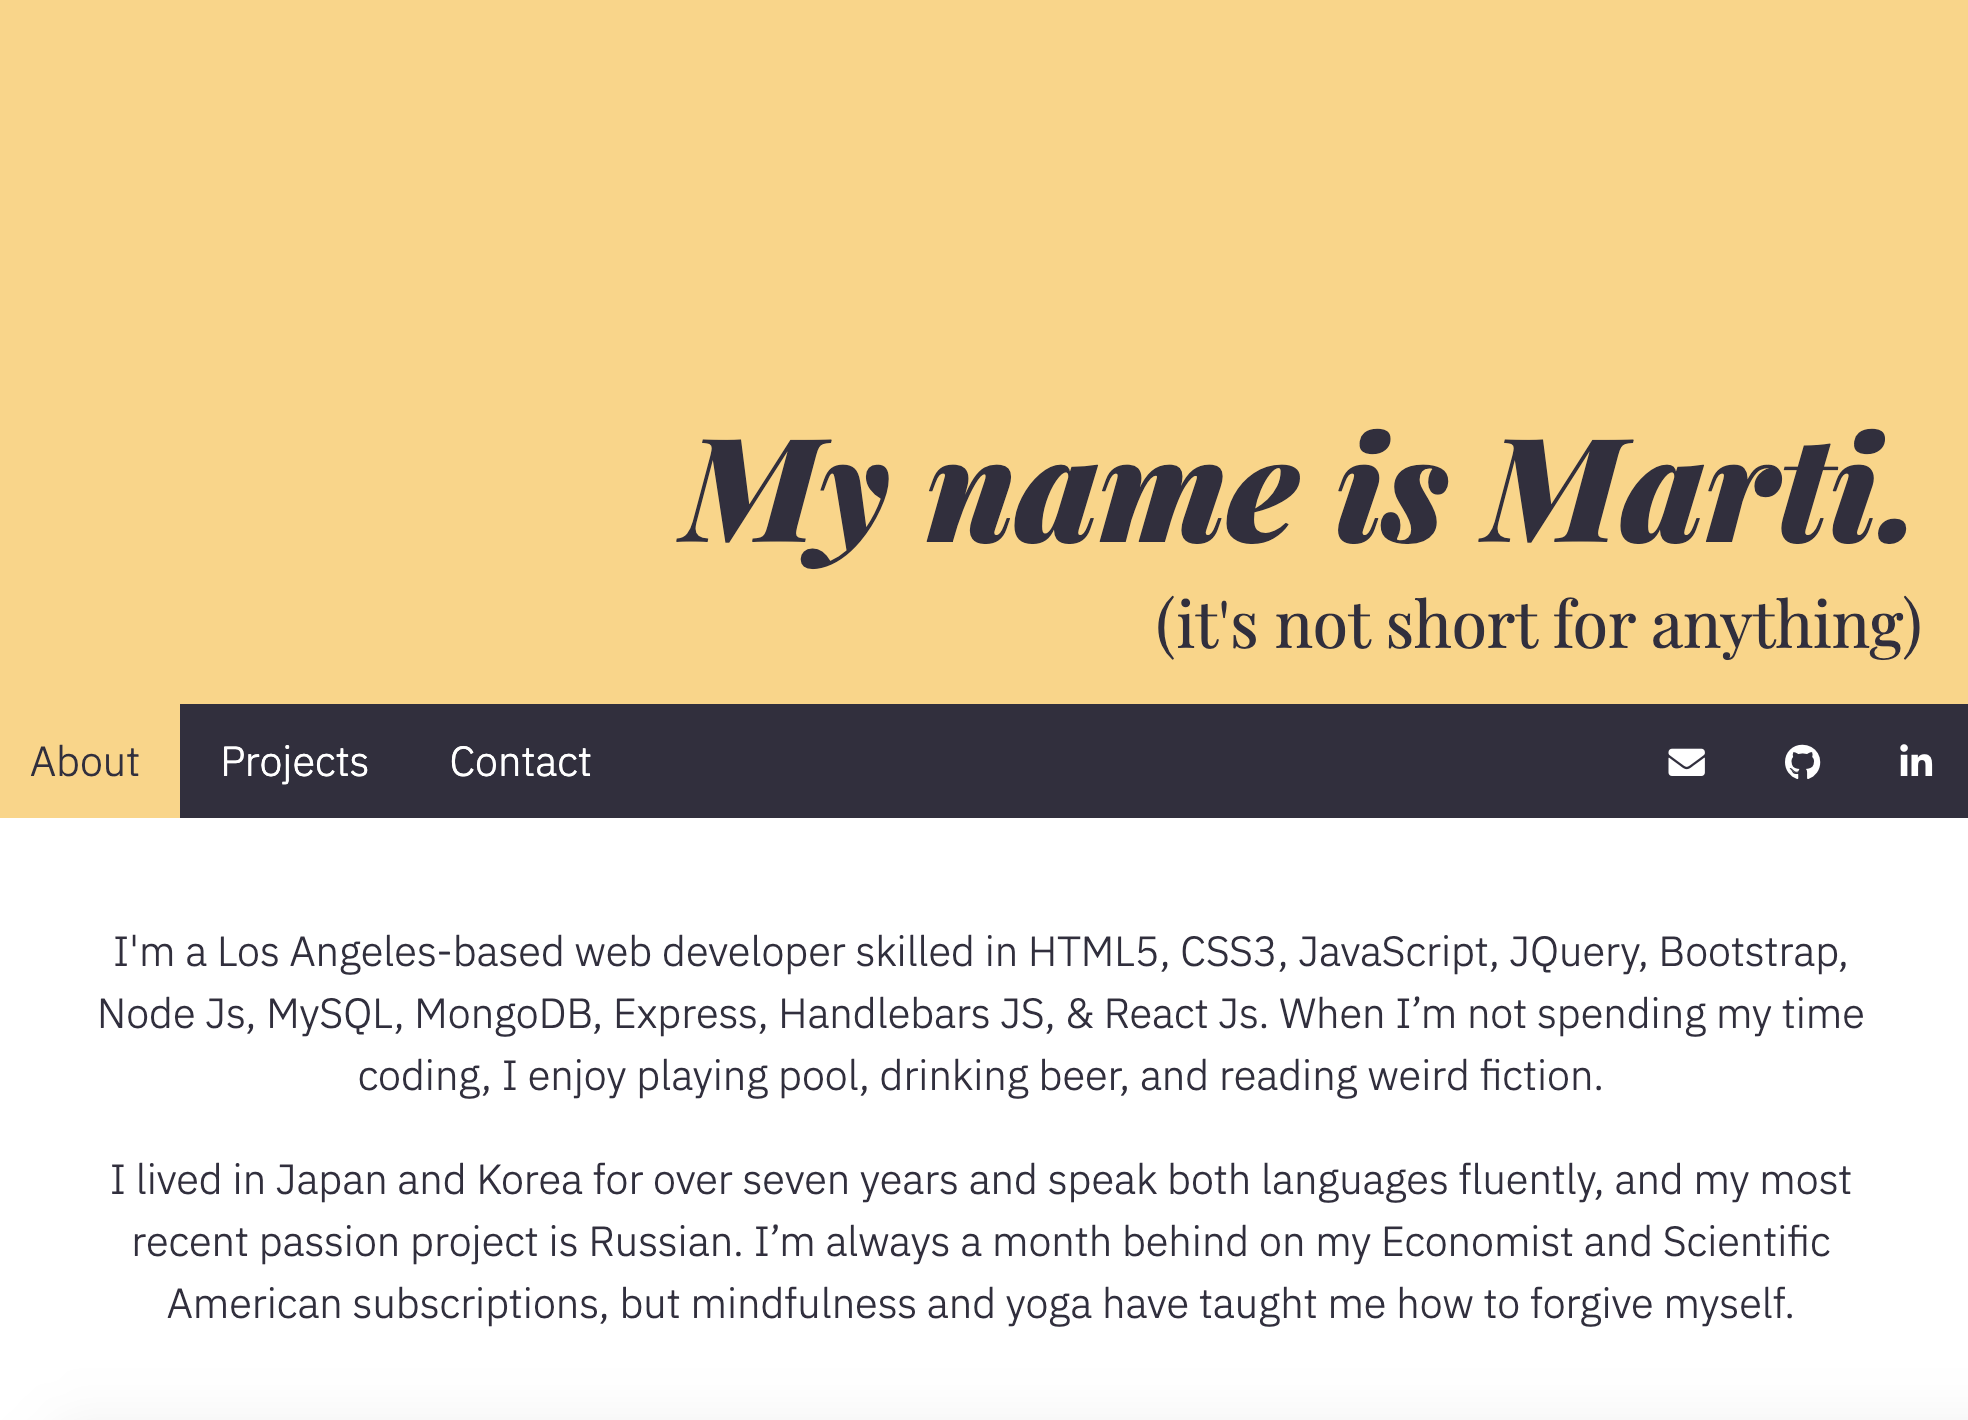 My name is Marti.
(it's not short for anything)
About
Projects
Contact
in
I'm a Los Angeles-based web developer skilled in HTML5, CSS3, JavaScript, JQuery, Bootstrap,
Node Js, MySQL, MongoDB, Express, Handlebars JS, & React Js. When I’m not spending my time
coding, I enjoy playing pool, drinking beer, and reading weird fiction.
I lived in Japan and Korea for over seven years and speak both languages fluently, and my most
recent passion project is Russian. I’m always a month behind on my Economist and Scientific
American subscriptions, but mindfulness and yoga have taught me how to forgive myself.